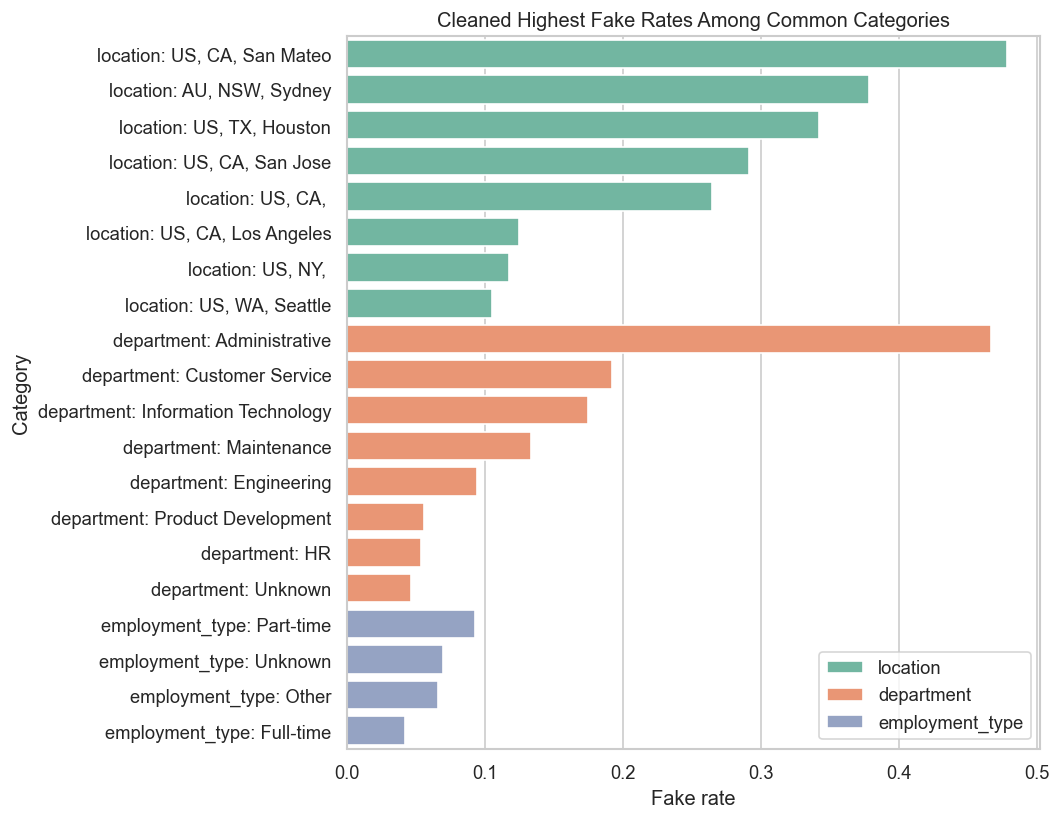 Cleaned Highest Fake Rates Among Common Categories
location: US, CA, San Mateo
location: AU, NSW, Sydney
location: US, TX, Houston
location: US, CA, San Jose
location: US, CA,
location: US, CA, Los Angeles
location: US, NY,
location: US, WA, Seattle
department: Administrative
department: Customer Service
department: Information Technology
department: Maintenance
department: Engineering
department: Product Development
department: HR
department: Unknown
employment_type: Part-time
employment_type: Unknown
employment_type: Other
employment_type: Full-time
Category
location
department
employment_type
0.0 0.1 0.2 0.3 0.4 0.5
Fake rate